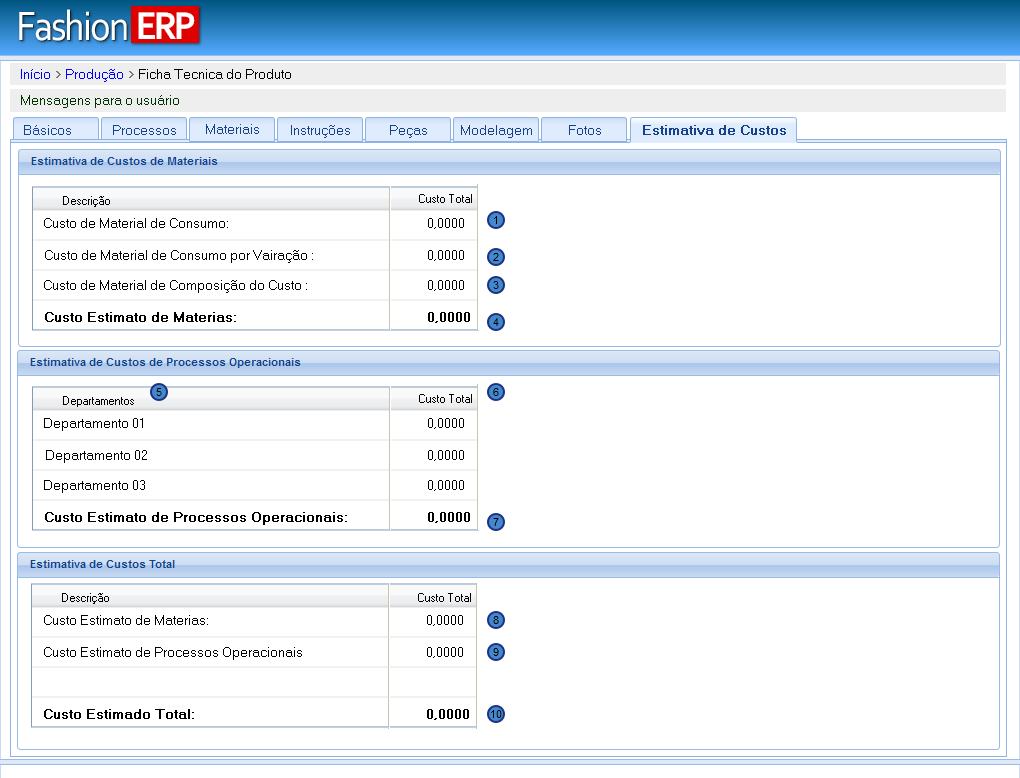 Fashion ERP
Início > Produção > Ficha Tecnica do Produto
Mensagens para o usuário
Básicos Processos Materiais Instruções Peças Modelagem Fotos Estimativa de Custos
Estimativa de Custos de Materiais
Descrição Custo Total
Custo de Material de Consumo: 0,0000 1
Custo de Material de Consumo por Vairação : 0,0000 2
Custo de Material de Composição do Custo : 0,0000 3
Custo Estimato de Materias: 0,0000 4
Estimativa de Custos de Processos Operacionais
Departamentos 5 Custo Total 6
Departamento 01 0,0000
Departamento 02 0,0000
Departamento 03 0,0000
Custo Estimato de Processos Operacionais: 0,0000 7
Estimativa de Custos Total
Descrição Custo Total
Custo Estimato de Materias: 0,0000 8
Custo Estimato de Processos Operacionais 0,0000 9
Custo Estimado Total: 0,0000 10